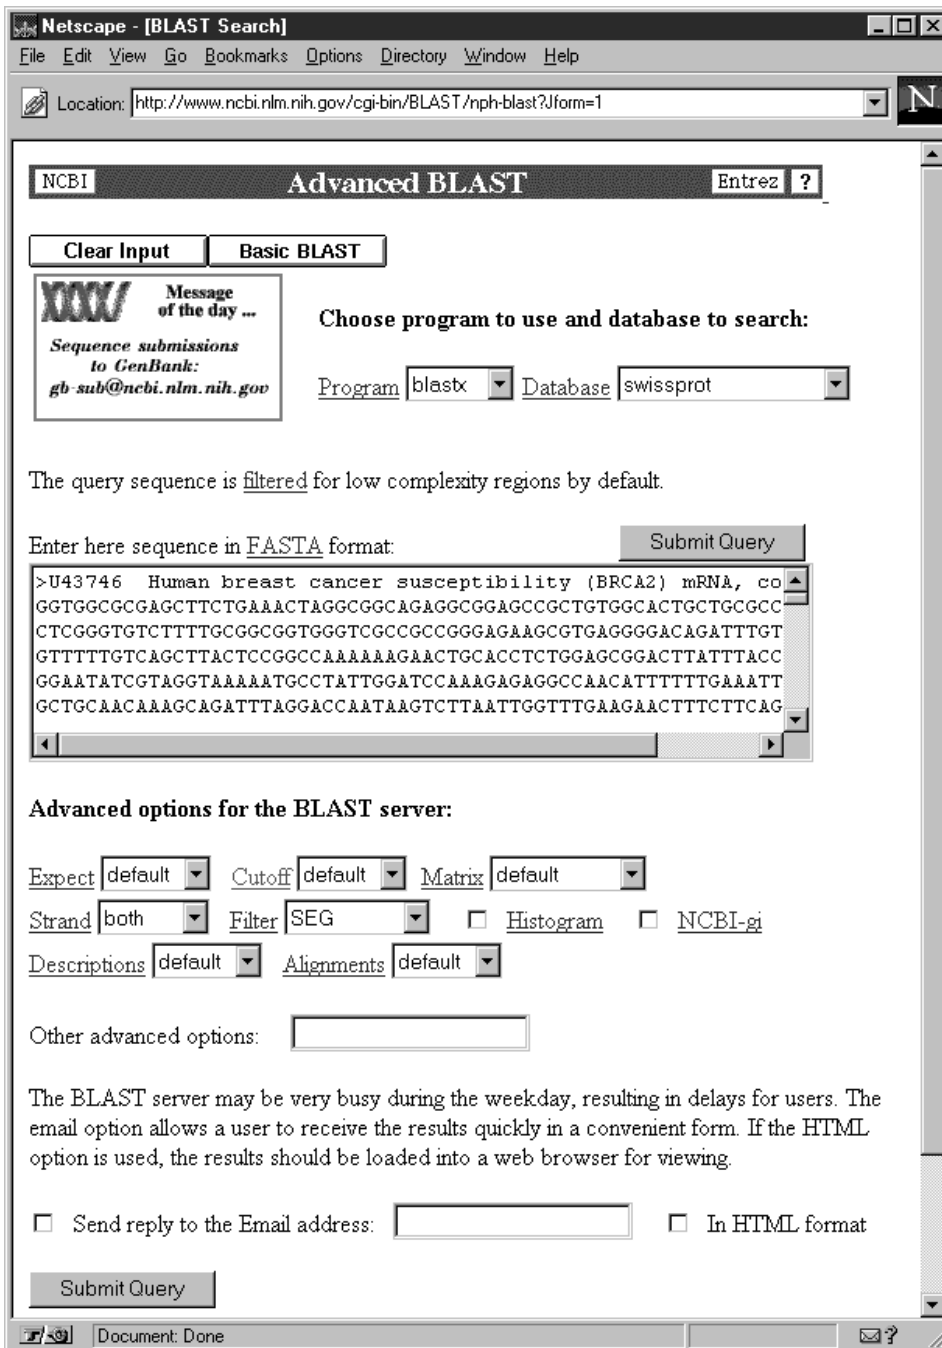 Netscape - [BLAST Search]
File Edit View Go Bookmarks Options Directory Window Help
Location: http://www.ncbi.nlm.nih.gov/cgi-bin/BLAST/nph-blast?Jform=1
N
NCBI Advanced BLAST Entrez ?
Clear Input Basic BLAST
Message
of the day ...
Sequence submissions
to GenBank:
gb-sub@ncbi.nlm.nih.gov
Choose program to use and database to search:
Program blastx Database swissprot
The query sequence is filtered for low complexity regions by default.
Enter here sequence in FASTA format: Submit Query
>U43746 Human breast cancer susceptibility (BRCA2) mRNA, co
GGTGGCGCGAGCTTCTGAAACTAGGCGGCAGAGGCGGAGCCGCTGTGGCACTGCTGCGCC
CTCGGGTGTCTTTTGCGGCGGTGGGTCGCCGCCGGGAGAAGCGTGAGGGGACAGATTTGT
GTTTTTGTCAGCTTACTCCGGCCAAAAAAGAACTGCACCTCTGGAGCGGACTTATTTACC
GGAATATCGTAGGTAAAAATGCCTATTGGATCCAAAGAGAGGCCAACATTTTTTGAAATT
GCTGCAACAAAGCAGATTTAGGACCAATAAGTCTTAATTGGTTTGAAGAACTTTCTTCAG
Advanced options for the BLAST server:
Expect default Cutoff default Matrix default
Strand both Filter SEG Histogram NCBI-gi
Descriptions default Alignments default
Other advanced options:
The BLAST server may be very busy during the weekday, resulting in delays for users. The
email option allows a user to receive the results quickly in a convenient form. If the HTML
option is used, the results should be loaded into a web browser for viewing.
Send reply to the Email address: In HTML format
Submit Query
Document: Done
?